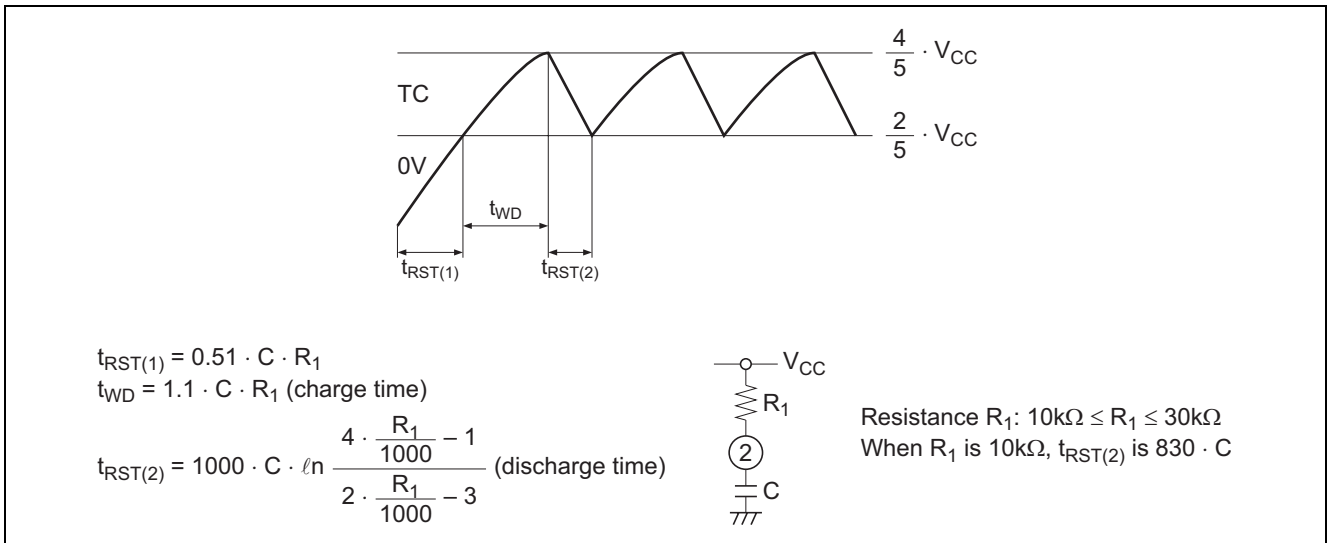 4/5 · VCC
TC
2/5 · VCC
0V
tWD
tRST(1)
tRST(2)
tRST(1) = 0.51 · C · R1
tWD = 1.1 · C · R1 (charge time)
tRST(2) = 1000 · C · ℓn (4 · R1/1000 – 1)/(2 · R1/1000 – 3) (discharge time)
VCC
R1
2
C
Resistance R1: 10kΩ ≤ R1 ≤ 30kΩ
When R1 is 10kΩ, tRST(2) is 830 · C